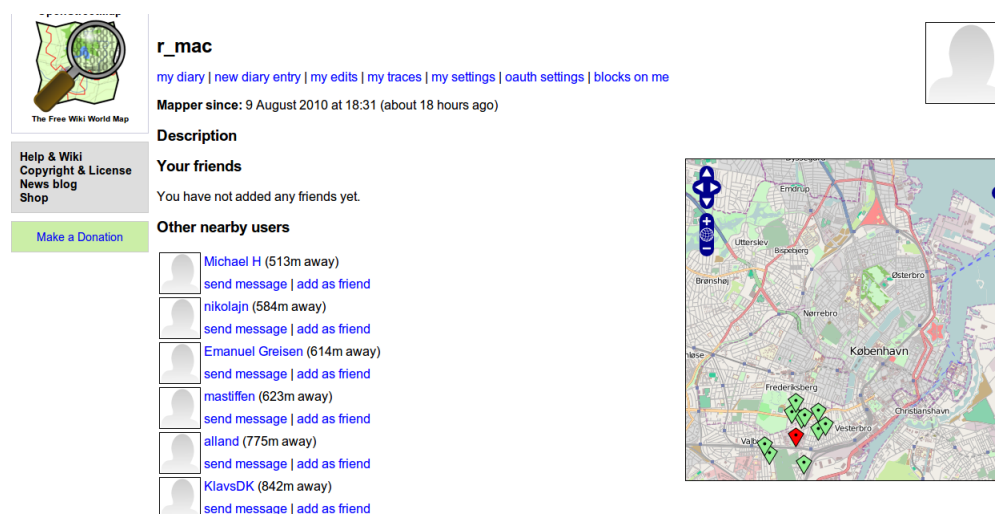 OpenStreetMap
The Free Wiki World Map
Help & Wiki
Copyright & License
News blog
Shop
Make a Donation
r_mac
my diary | new diary entry | my edits | my traces | my settings | oauth settings | blocks on me
Mapper since: 9 August 2010 at 18:31 (about 18 hours ago)
Description
Your friends
You have not added any friends yet.
Other nearby users
Michael H (513m away)
send message | add as friend
nikolajn (584m away)
send message | add as friend
Emanuel Greisen (614m away)
send message | add as friend
mastiffen (623m away)
send message | add as friend
alland (775m away)
send message | add as friend
KlavsDK (842m away)
send message | add as friend
Emdrup
Utterslev
Bispebjerg
Brønshøj
Østerbro
Nørrebro
København
Frederiksberg
Christianshavn
Vesterbro
Valb